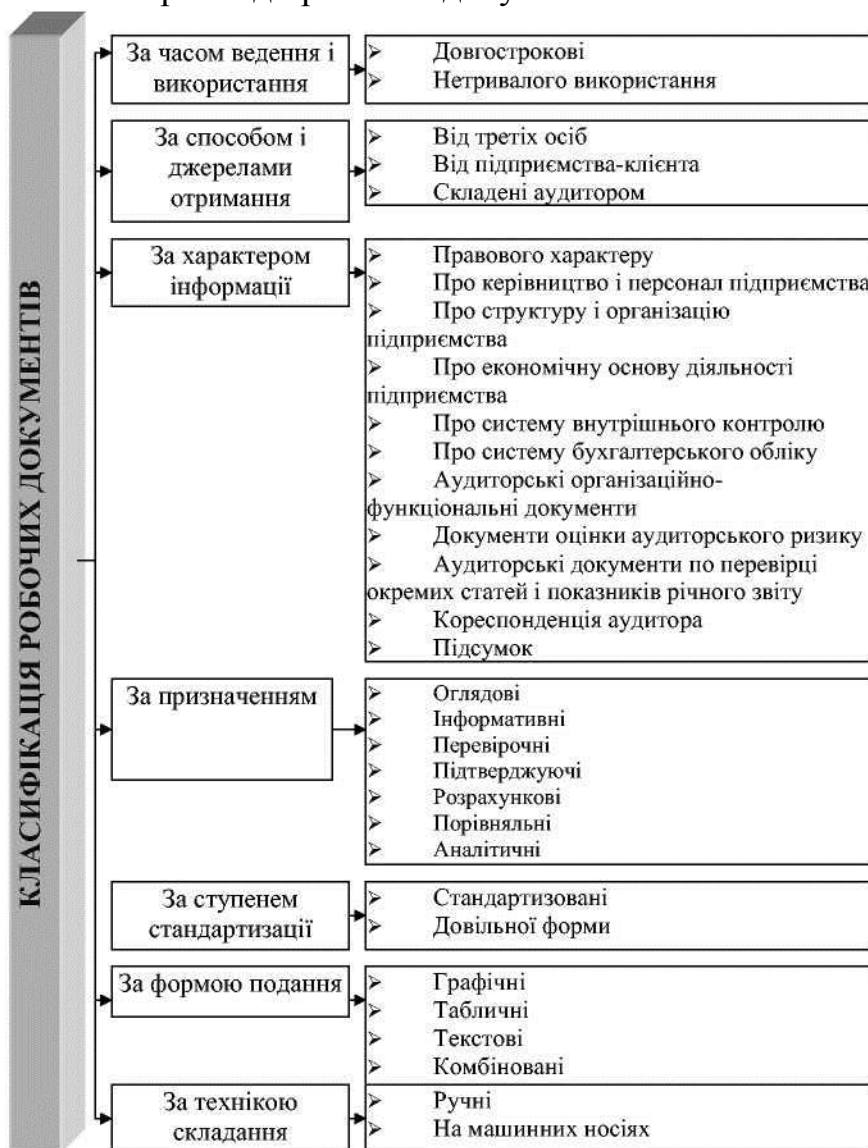 КЛАСИФІКАЦІЯ РОБОЧИХ ДОКУМЕНТІВ
За часом ведення і
використання
➢ Довгострокові
➢ Нетривалого використання
За способом і
джерелами
отримання
➢ Від третіх осіб
➢ Від підприємства-клієнта
➢ Складені аудитором
За характером
інформації
➢ Правового характеру
➢ Про керівництво і персонал підприємства
➢ Про структуру і організацію
підприємства
➢ Про економічну основу діяльності
підприємства
➢ Про систему внутрішнього контролю
➢ Про систему бухгалтерського обліку
➢ Аудиторські організаційно-
функціональні документи
➢ Документи оцінки аудиторського ризику
➢ Аудиторські документи по перевірці
окремих статей і показників річного звіту
➢ Кореспонденція аудитора
➢ Підсумок
За призначенням
➢ Оглядові
➢ Інформативні
➢ Перевірочні
➢ Підтверджуючі
➢ Розрахункові
➢ Порівняльні
➢ Аналітичні
За ступенем
стандартизації
➢ Стандартизовані
➢ Довільної форми
За формою подання
➢ Графічні
➢ Табличні
➢ Текстові
➢ Комбіновані
За технікою
складання
➢ Ручні
➢ На машинних носіях